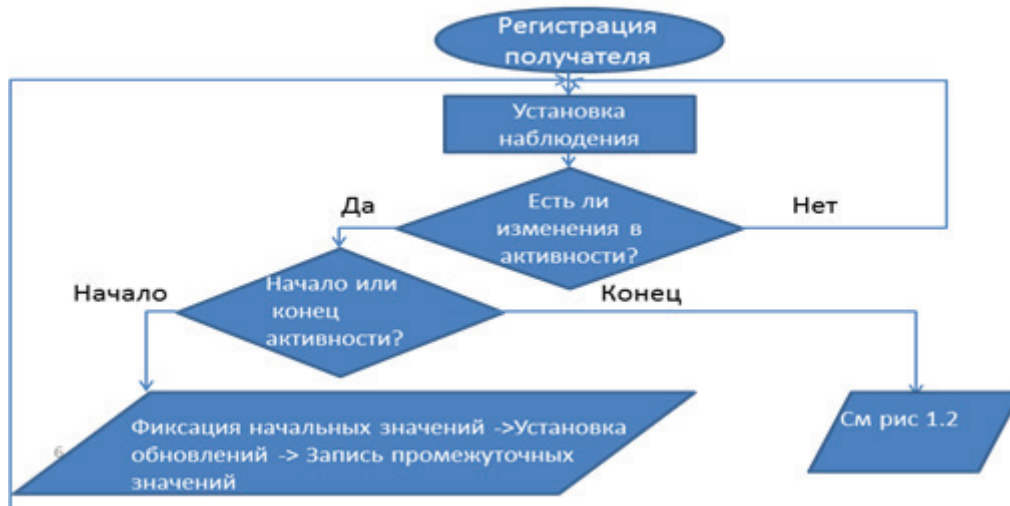 Регистрация
получателя
Установка
наблюдения
Есть ли
изменения в
активности?
Да
Нет
Начало или
конец
активности?
Начало
Конец
Фиксация начальных значений ->Установка
обновлений -> Запись промежуточных
значений
См рис 1.2
6